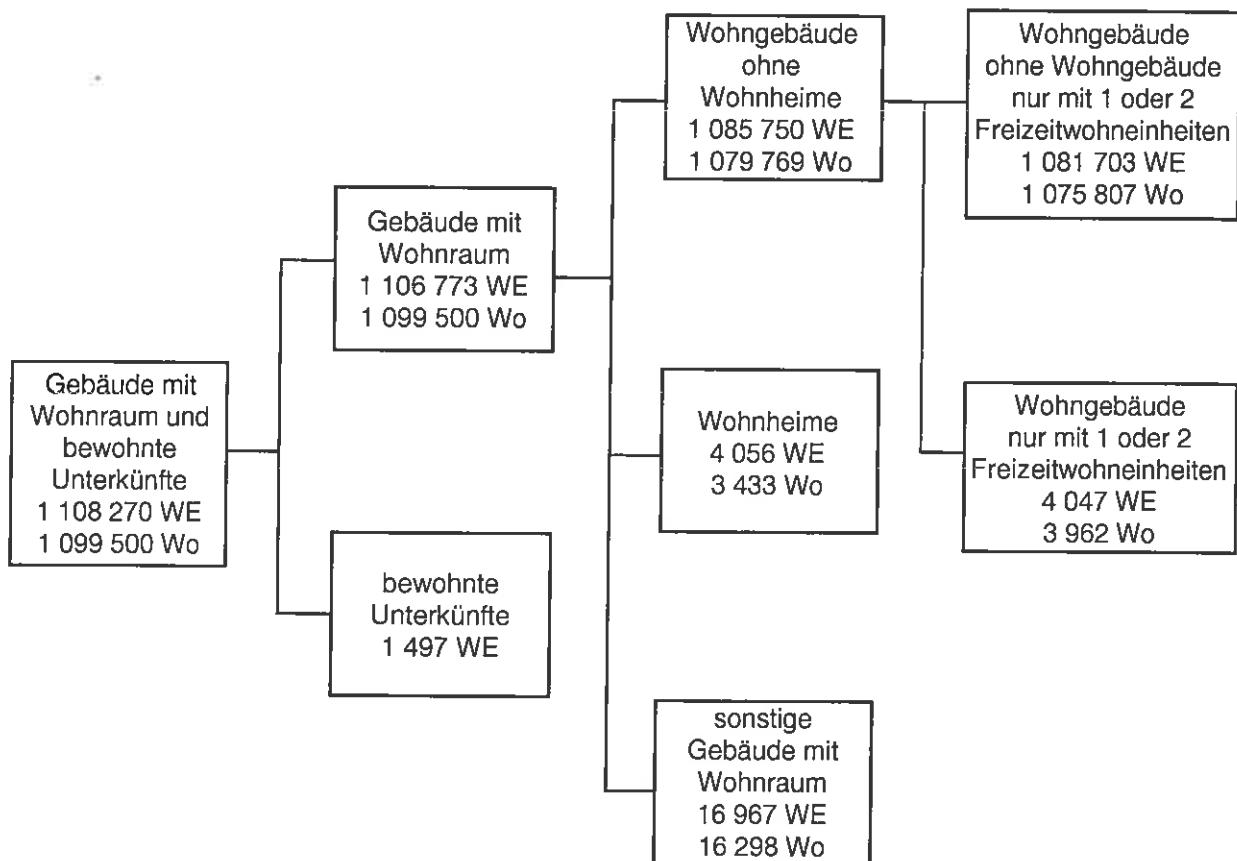 Gebäude mit
Wohnraum und
bewohnte
Unterkünfte
1 108 270 WE
1 099 500 Wo
Gebäude mit
Wohnraum
1 106 773 WE
1 099 500 Wo
bewohnte
Unterkünfte
1 497 WE
Wohngebäude
ohne
Wohnheime
1 085 750 WE
1 079 769 Wo
Wohnheime
4 056 WE
3 433 Wo
sonstige
Gebäude mit
Wohnraum
16 967 WE
16 298 Wo
Wohngebäude
ohne Wohngebäude
nur mit 1 oder 2
Freizeitwohneinheiten
1 081 703 WE
1 075 807 Wo
Wohngebäude
nur mit 1 oder 2
Freizeitwohneinheiten
4 047 WE
3 962 Wo